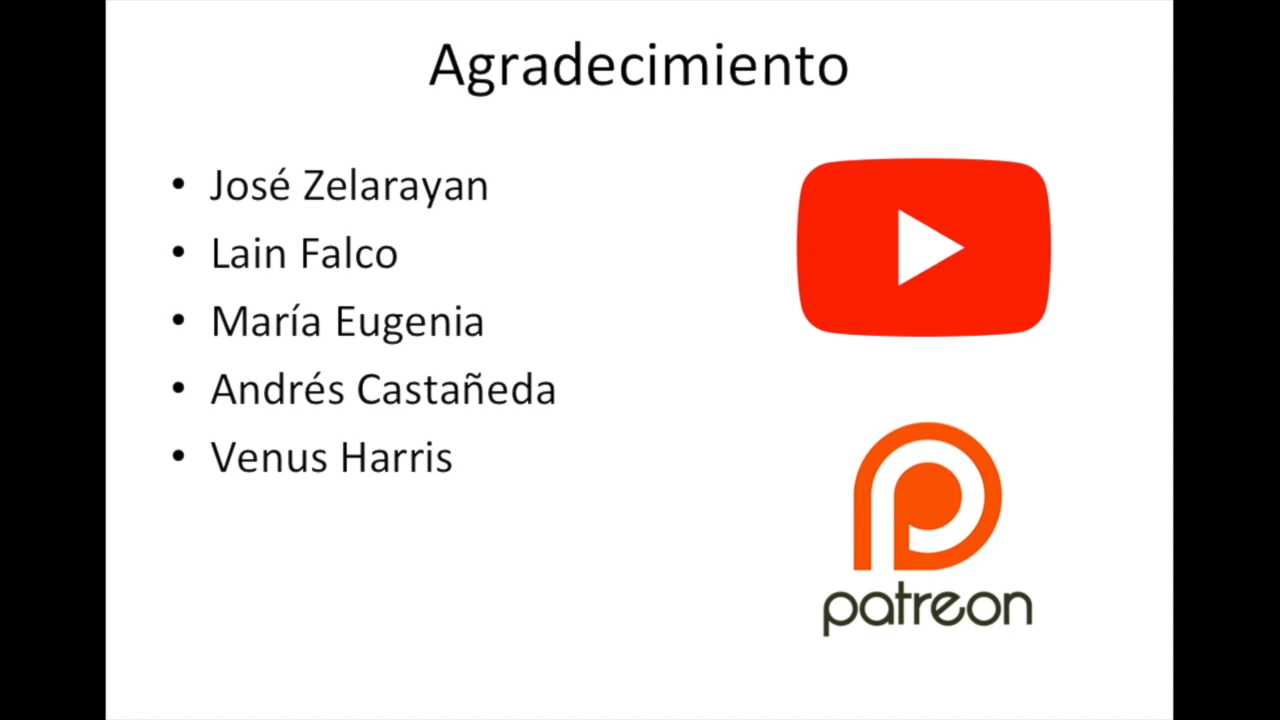 Agradecimiento
• José Zelarayan
• Lain Falco
• María Eugenia
• Andrés Castañeda
• Venus Harris
patreon